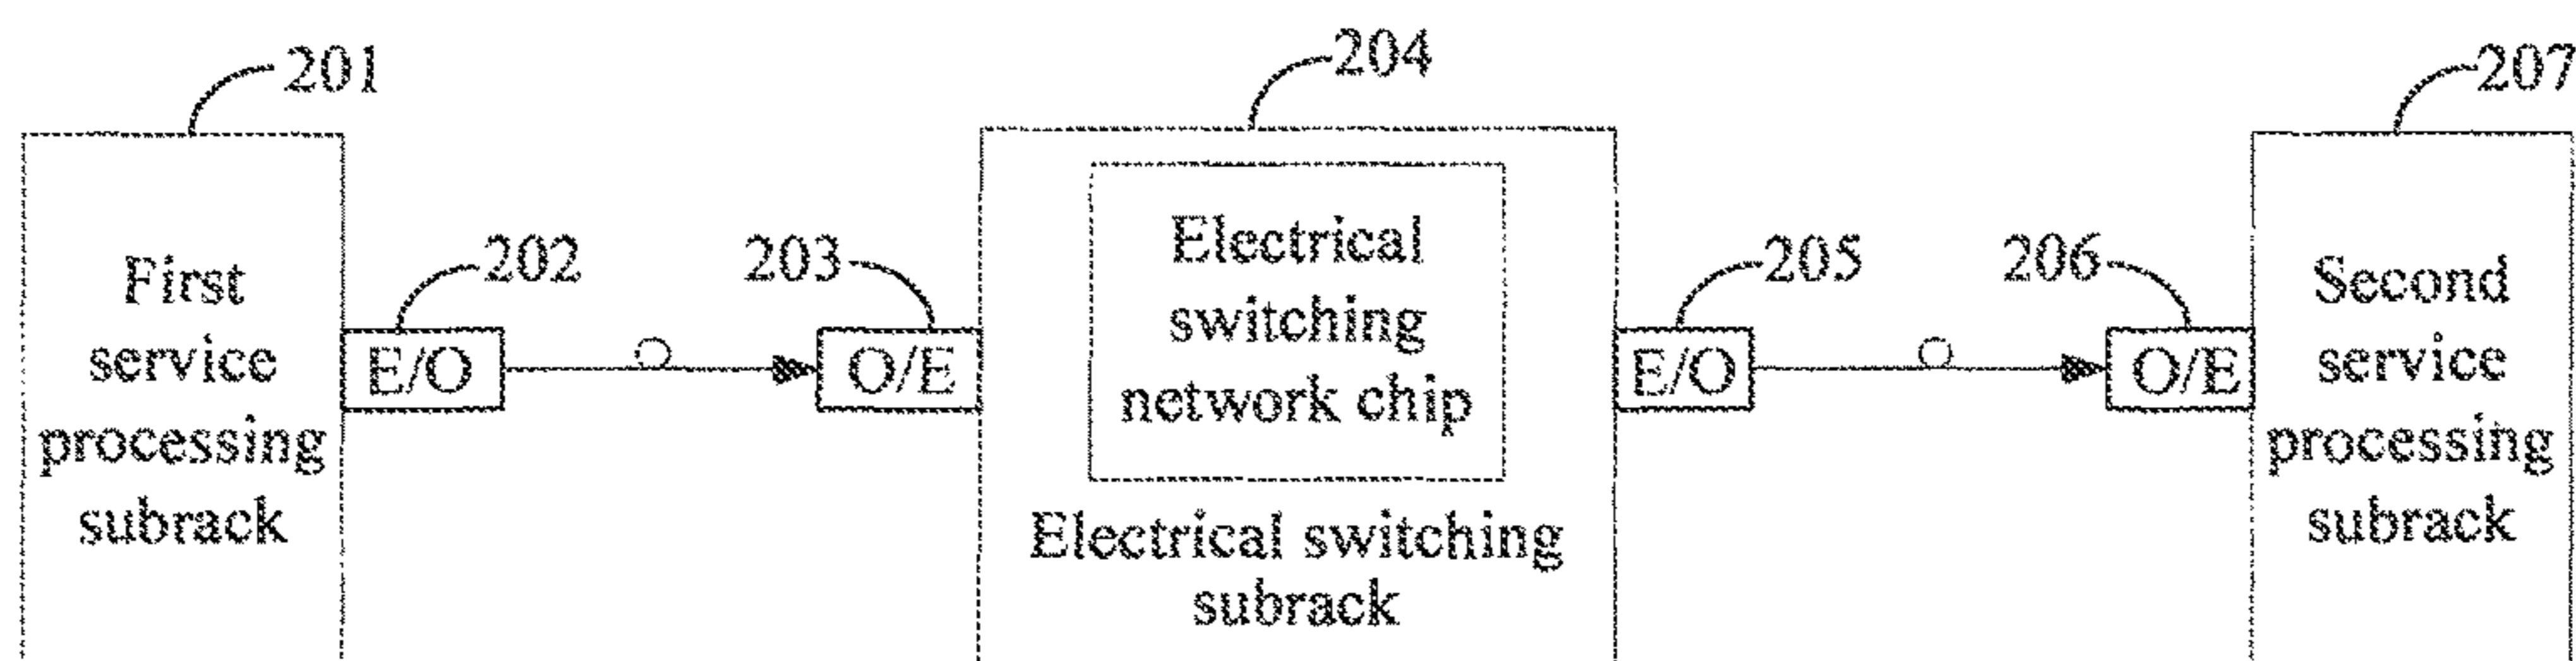 201
204
207
First
service
processing
subrack
202
E/O
203
O/E
Electrical
switching
network chip
Electrical switching
subrack
205
E/O
206
O/E
Second
service
processing
subrack